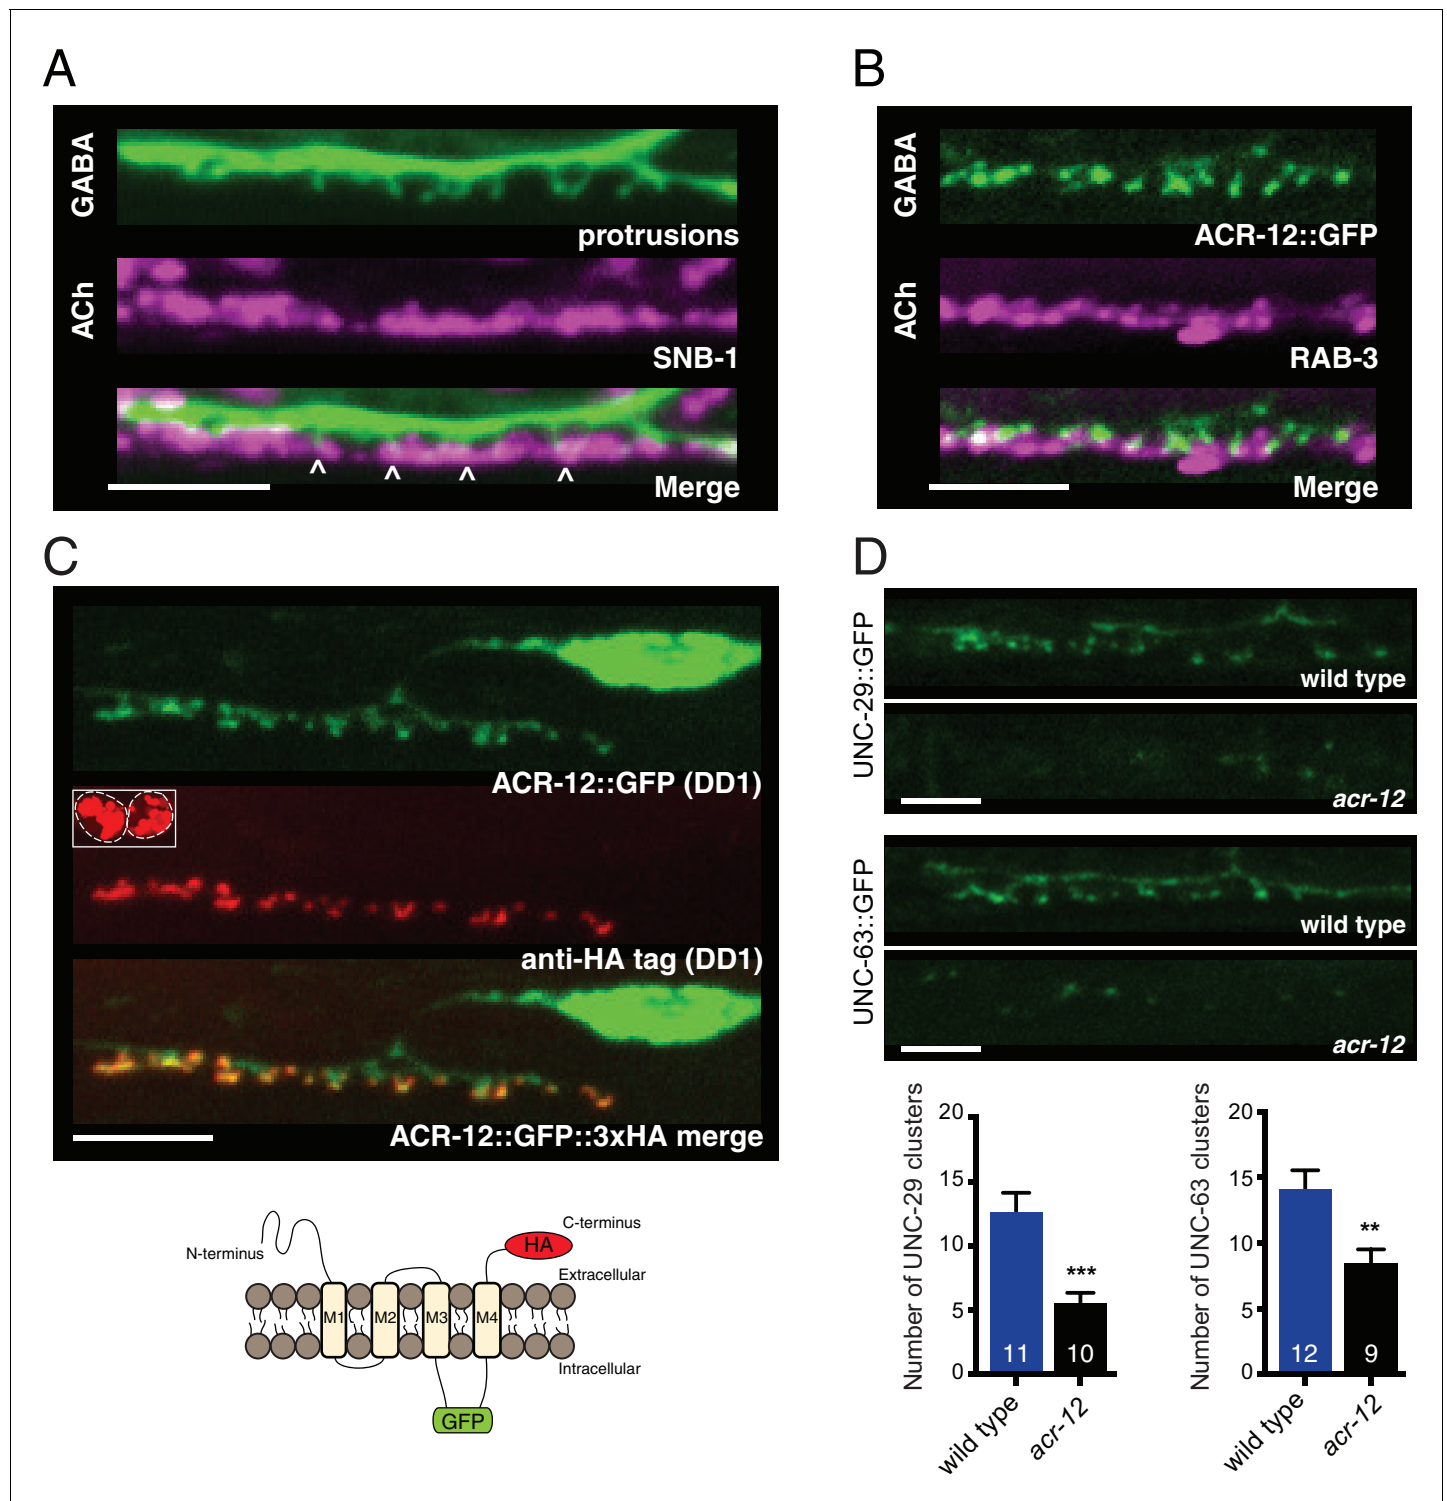 A
GABA
protrusions
ACh
SNB-1
^ ^ ^ ^
Merge
B
GABA
ACR-12::GFP
ACh
RAB-3
Merge
C
ACR-12::GFP (DD1)
anti-HA tag (DD1)
ACR-12::GFP::3xHA merge
N-terminus
C-terminus
HA
Extracellular
M1 M2 M3 M4
Intracellular
GFP
D
UNC-29::GFP
wild type
acr-12
UNC-63::GFP
wild type
acr-12
Number of UNC-29 clusters
20
15
10
5
0
***
11 10
wild type
acr-12
Number of UNC-63 clusters
20
15
10
5
0
**
12 9
wild type
acr-12